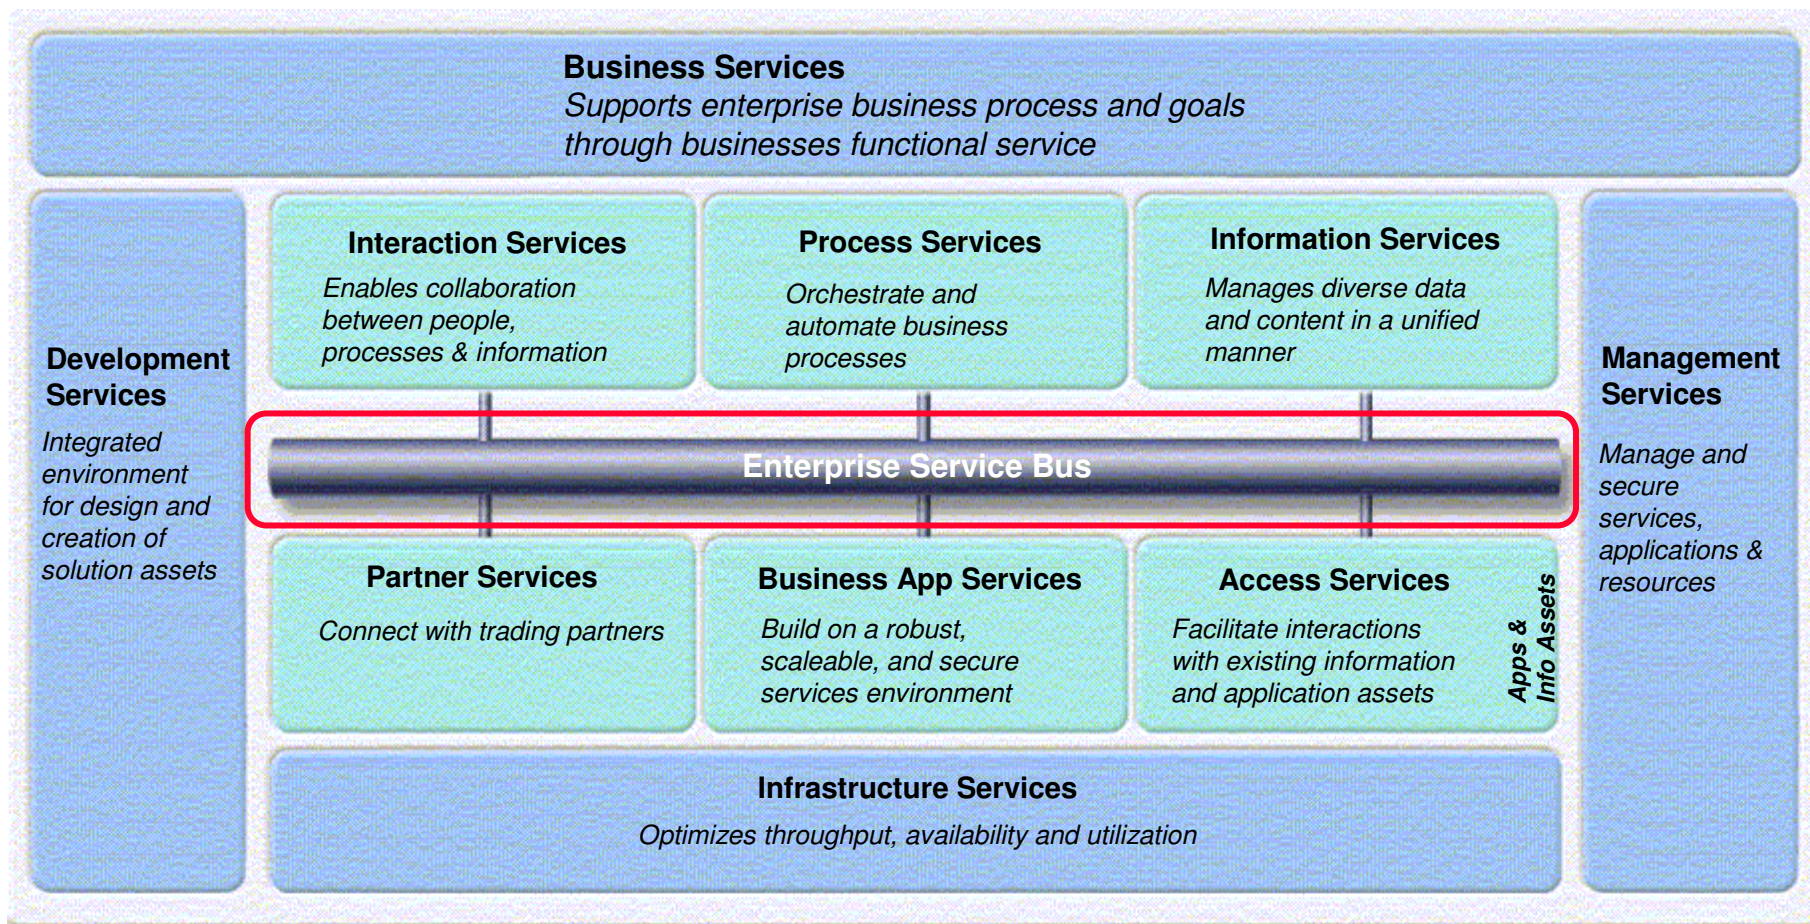 Business Services
Supports enterprise business process and goals
through businesses functional service
Development
Services
Integrated
environment
for design and
creation of
solution assets
Interaction Services
Enables collaboration
between people,
processes & information
Process Services
Orchestrate and
automate business
processes
Information Services
Manages diverse data
and content in a unified
manner
Management
Services
Manage and
secure
services,
applications &
resources
Enterprise Service Bus
Partner Services
Connect with trading partners
Business App Services
Build on a robust,
scaleable, and secure
services environment
Access Services
Facilitate interactions
with existing information
and application assets
Apps &
Info Assets
Infrastructure Services
Optimizes throughput, availability and utilization